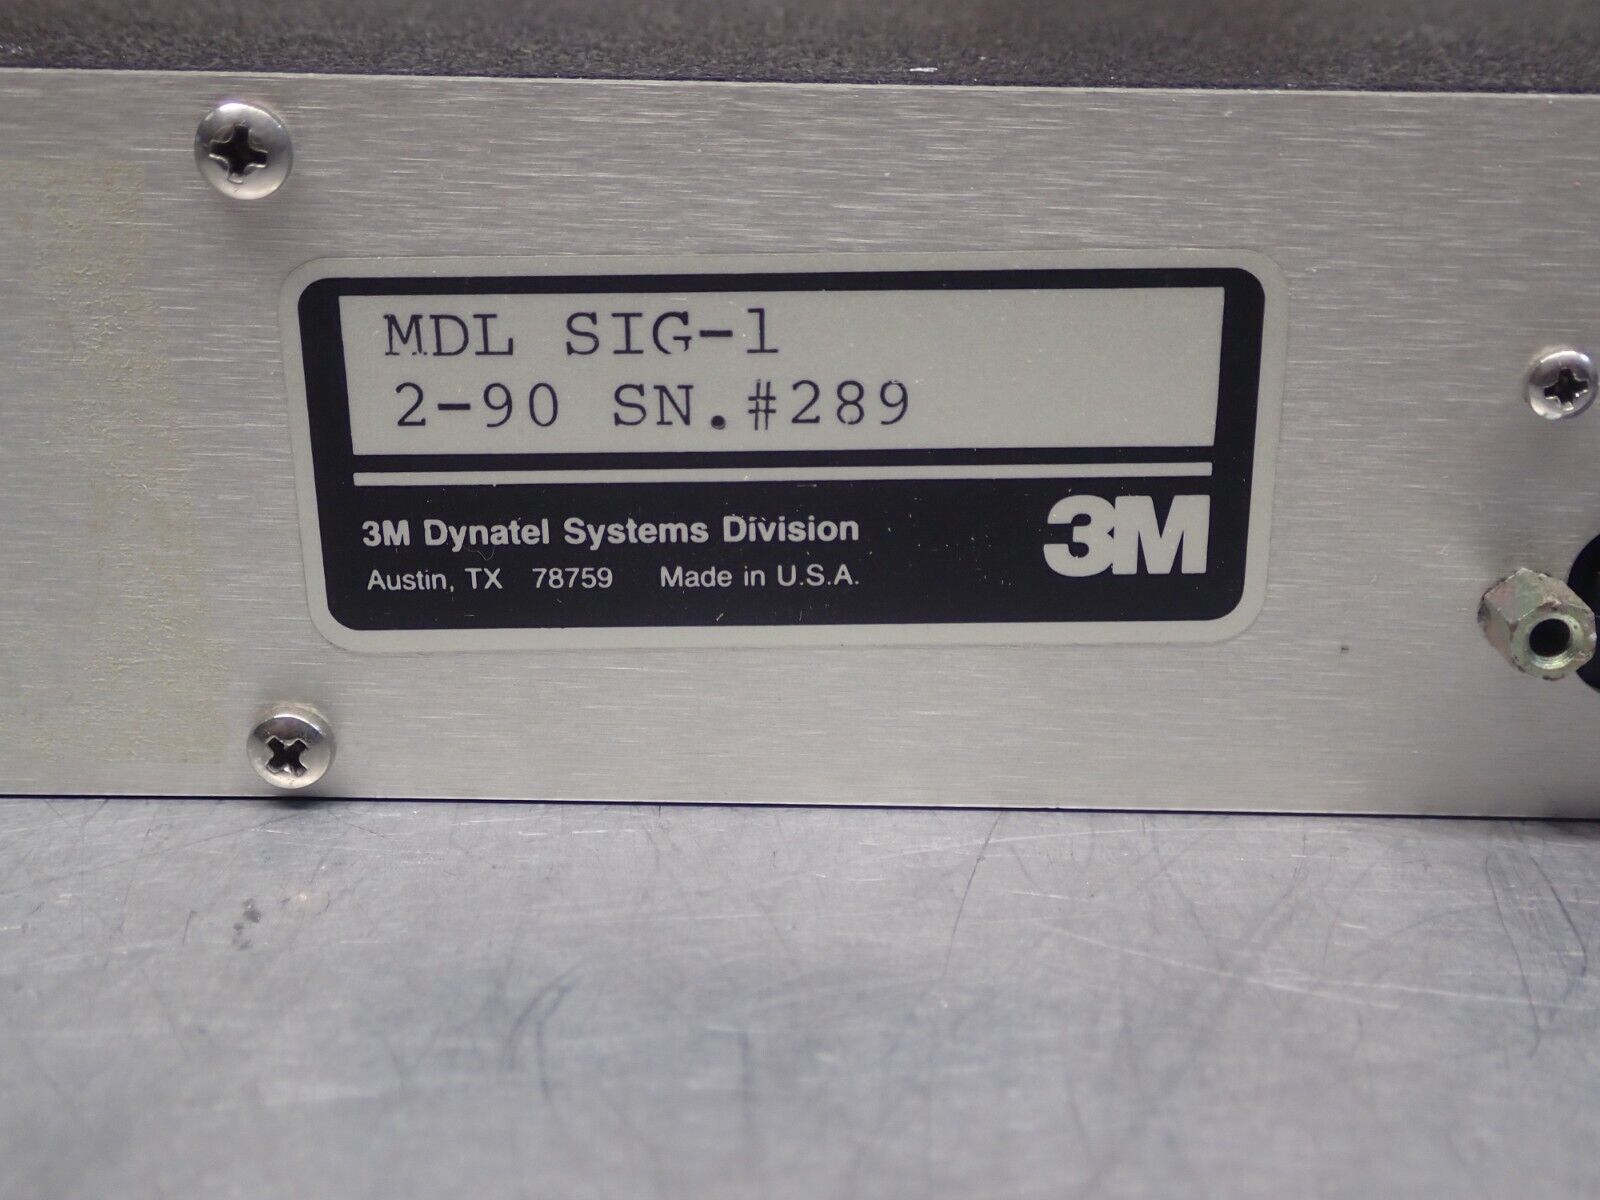 MDL SIG-1
2-90 SN.#289
3M Dynatel Systems Division
Austin, TX 78759 Made in U.S.A.
3M